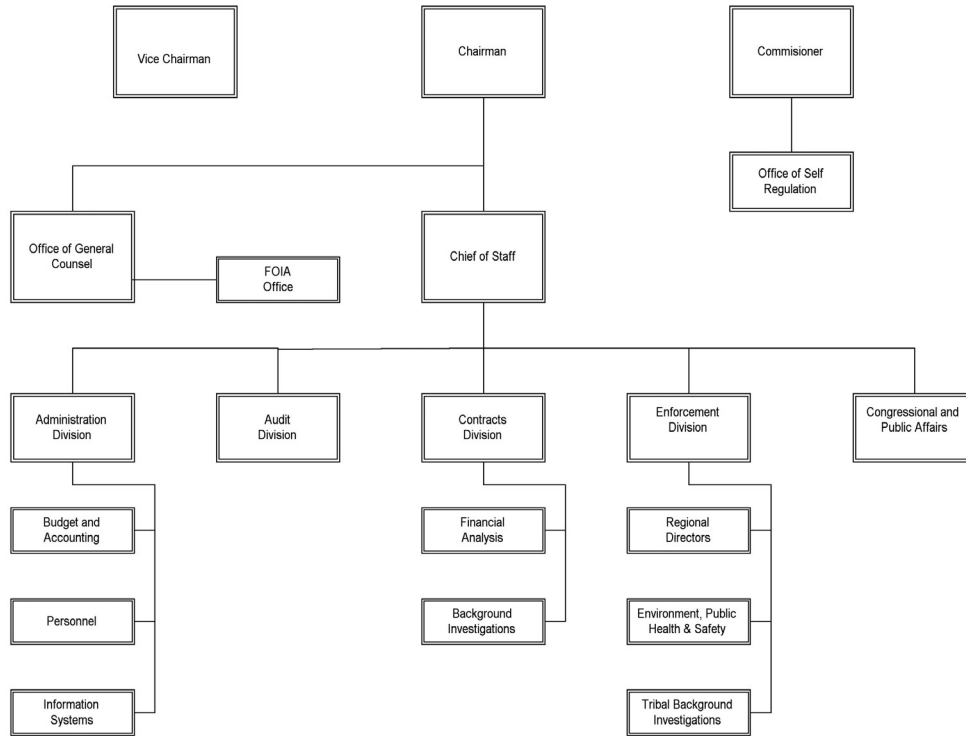 Vice Chairman
Chairman
Commisioner
Office of Self
Regulation
Office of General
Counsel
FOIA
Office
Chief of Staff
Administration
Division
Audit
Division
Contracts
Division
Enforcement
Division
Congressional and
Public Affairs
Budget and
Accounting
Financial
Analysis
Regional
Directors
Personnel
Background
Investigations
Environment, Public
Health & Safety
Information
Systems
Tribal Background
Investigations